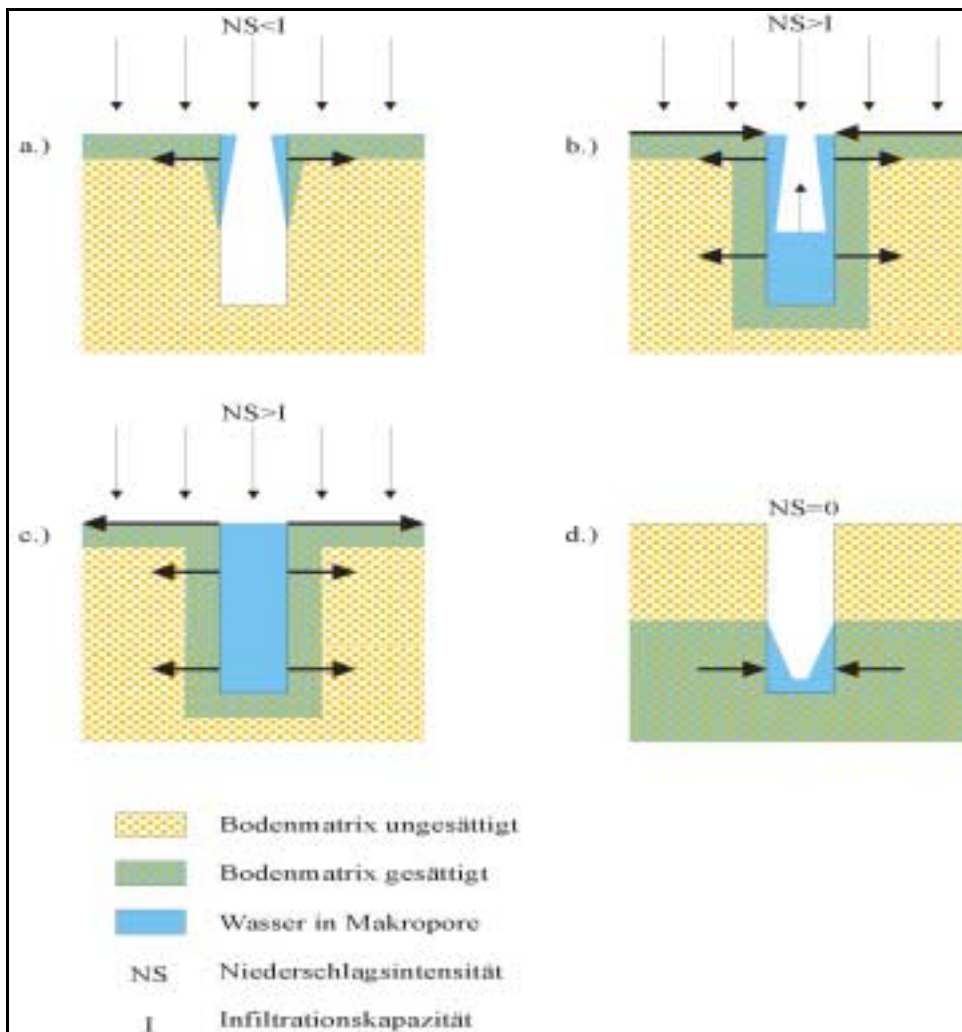 NS<I
NS>I
a.)
b.)
NS>I
NS=0
c.)
d.)
Bodenmatrix ungesättigt
Bodenmatrix gesättigt
Wasser in Makropore
NS Niederschlagsintensität
I Infiltrationskapazität